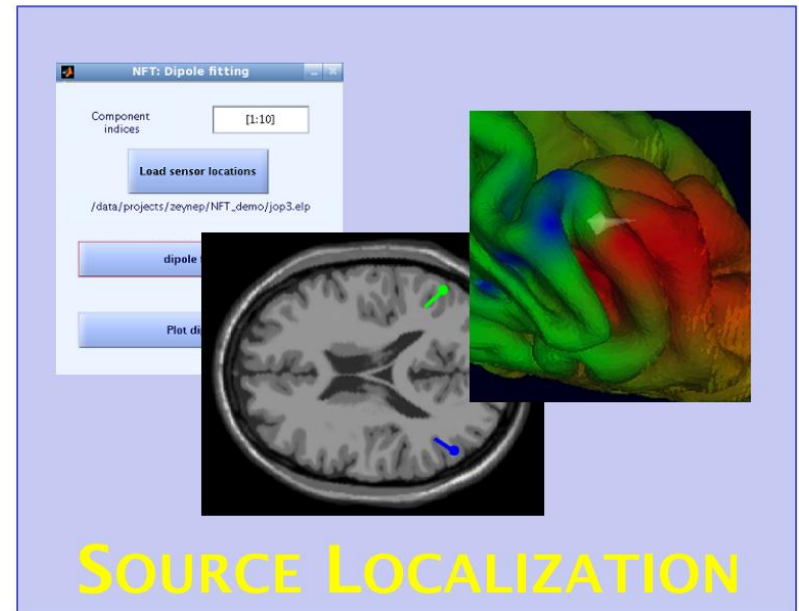 NFT: Dipole fitting
Component
indices
[1:10]
Load sensor locations
/data/projects/zeynep/NFT_demo/jop3.elp
dipole
Plot
SOURCE LOCALIZATION